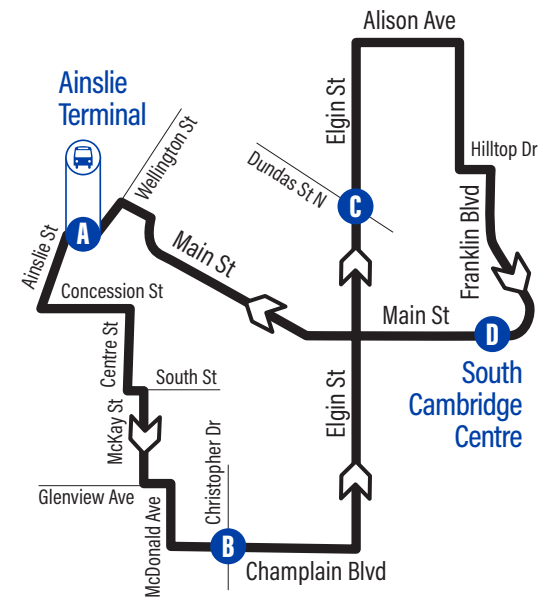 Alison Ave
Ainslie
Terminal
Elgin St
Wellington St
Hilltop Dr
Dundas St N
C
Franklin Blvd
A
Ainslie St
Main St
Concession St
Main St
D
Centre St
South
Cambridge
Centre
South St
Elgin St
McKay St
Christopher Dr
Glenview Ave
McDonald Ave
B
Champlain Blvd